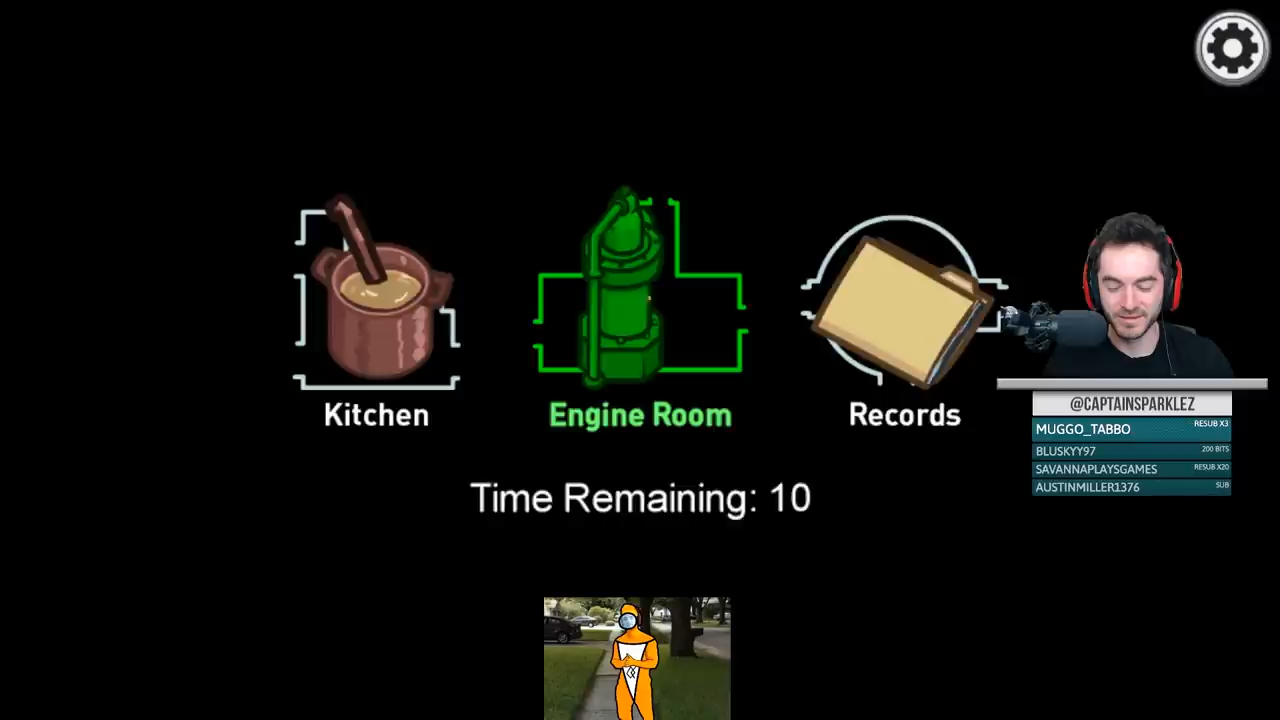 Kitchen
Engine Room
Records
Time Remaining: 10
@CAPTAINSPARKLEZ
MUGGO_TABBO RESUB X3
BLUSKYY97 200 BITS
SAVANNAPLAYSGAMES RESUB X20
AUSTINMILLER1376 SUB